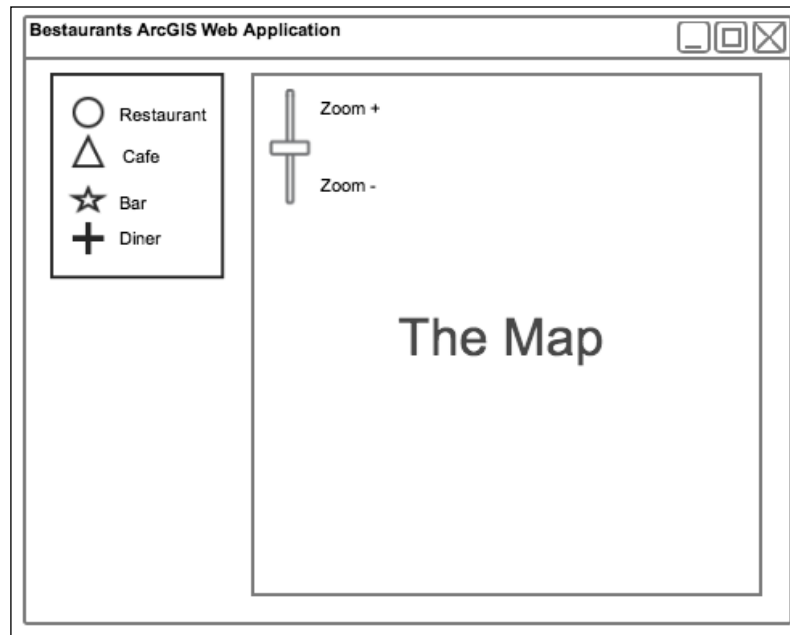 Bestaurants ArcGIS Web Application
Restaurant
Cafe
Bar
Diner
Zoom +
Zoom -
The Map